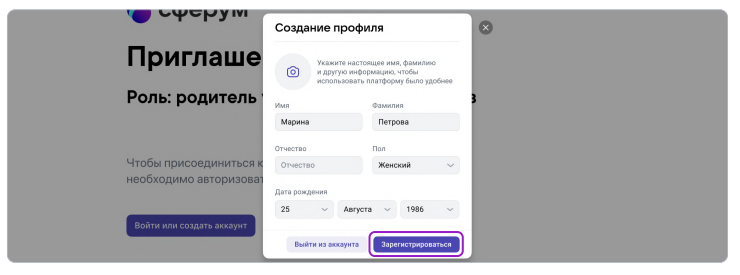 сферум
Создание профиля
Приглаше
Укажите настоящее имя, фамилию
и другую информацию, чтобы
использовать платформу было удобнее
Роль: родитель
Имя
Фамилия
Марина
Петрова
Отчество
Пол
Отчество
Женский
Чтобы присоединиться к
необходимо авторизоват
Дата рождения
25
Августа
1986
Войти или создать аккаунт
Выйти из аккаунта
Зарегистрироваться